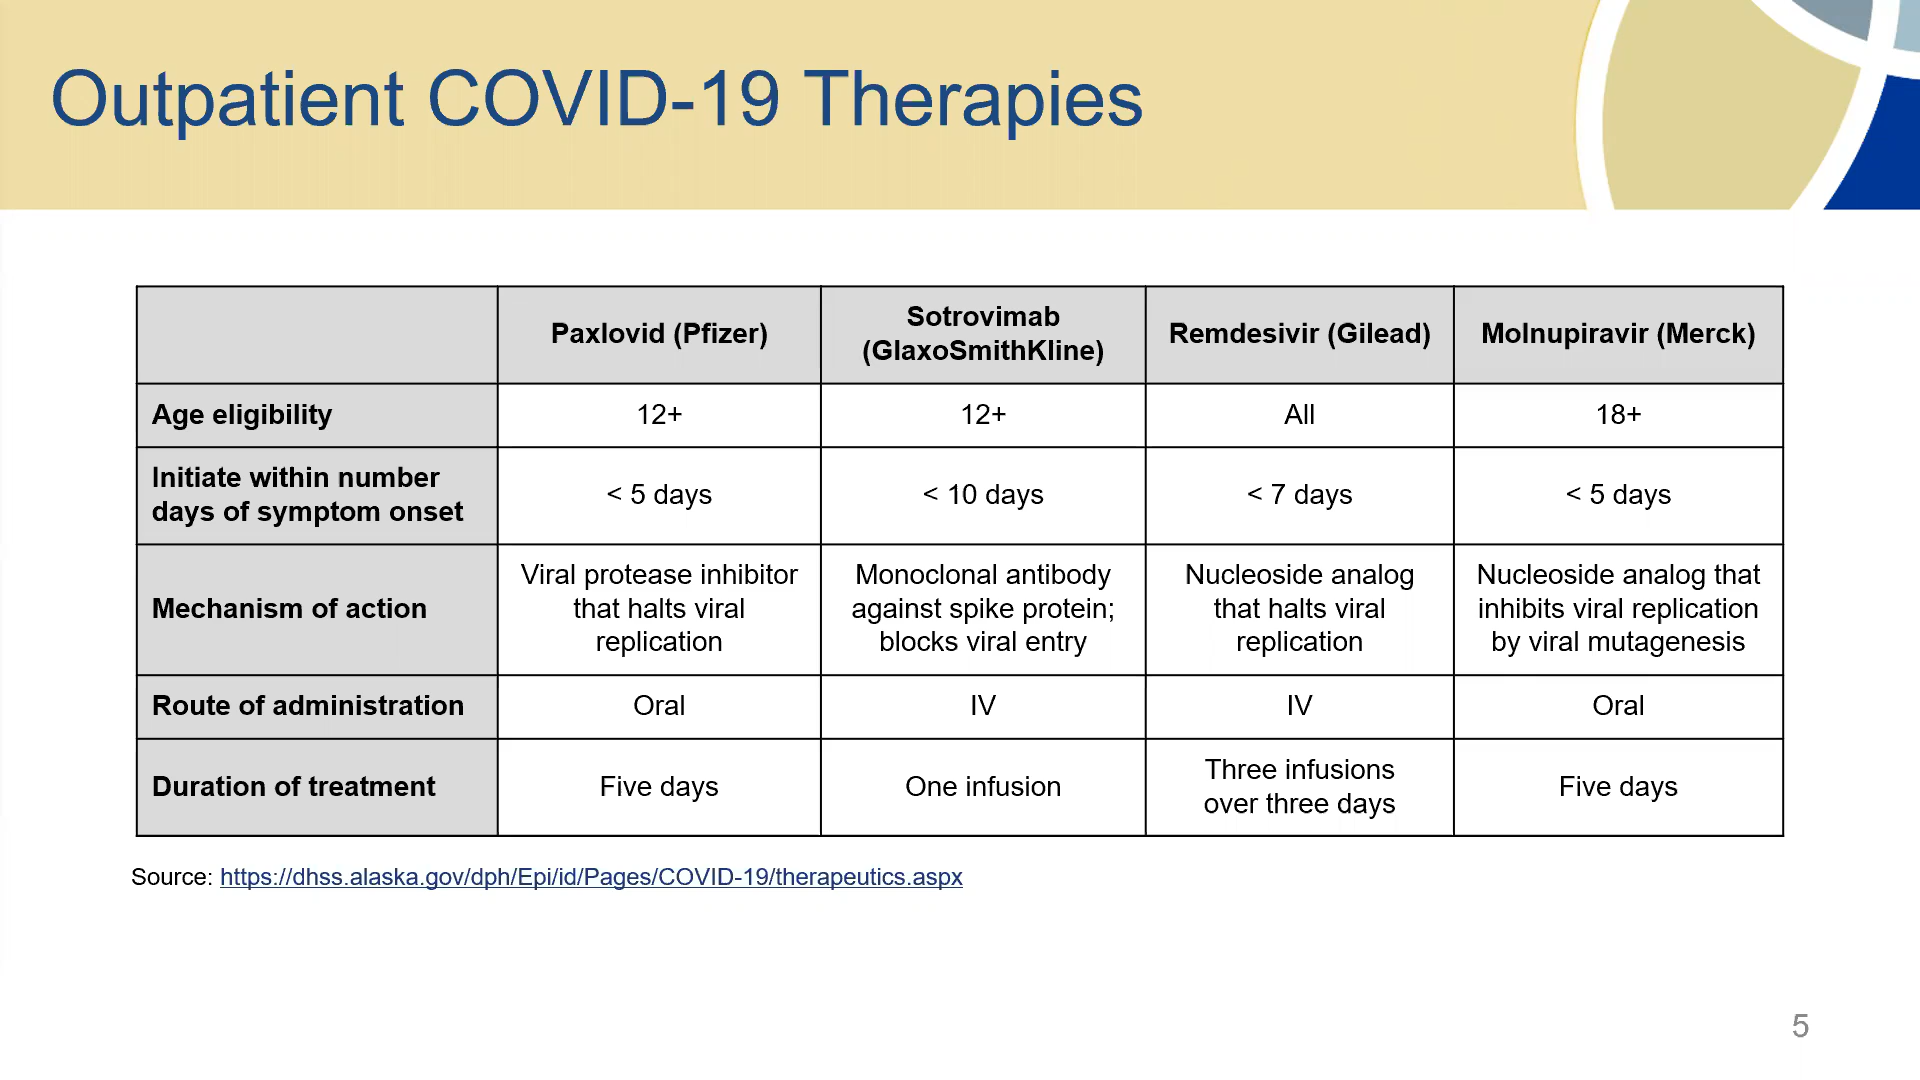 Outpatient COVID-19 Therapies
Paxlovid (Pfizer)
Sotrovimab
(GlaxoSmithKline)
Remdesivir (Gilead)
Molnupiravir (Merck)
Age eligibility
12+
12+
All
18+
Initiate within number
days of symptom onset
< 5 days
< 10 days
< 7 days
< 5 days
Mechanism of action
Viral protease inhibitor
that halts viral
replication
Monoclonal antibody
against spike protein;
blocks viral entry
Nucleoside analog
that halts viral
replication
Nucleoside analog that
inhibits viral replication
by viral mutagenesis
Route of administration
Oral
IV
IV
Oral
Duration of treatment
Five days
One infusion
Three infusions
over three days
Five days
Source: https://dhss.alaska.gov/dph/Epi/id/Pages/COVID-19/therapeutics.aspx
5